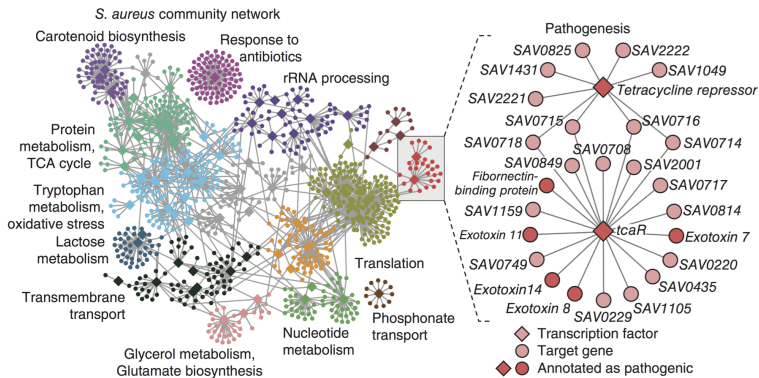 S. aureus community network
Carotenoid biosynthesis
Response to
antibiotics
rRNA processing
Protein
metabolism,
TCA cycle
Tryptophan
metabolism,
oxidative stress
Lactose
metabolism
Transmembrane
transport
Glycerol metabolism,
Glutamate biosynthesis
Nucleotide
metabolism
Translation
Phosphonate
transport
Pathogenesis
SAV0825
SAV2222
SAV1431
SAV1049
Tetracycline repressor
SAV2221
SAV0715
SAV0716
SAV0718
SAV0708
SAV0714
SAV0849
SAV2001
Fibornectin-
binding protein
SAV0717
SAV1159
SAV0814
tcaR
Exotoxin 11
Exotoxin 7
SAV0749
SAV0220
Exotoxin14
SAV0435
Exotoxin 8
SAV0229
SAV1105
Transcription factor
Target gene
Annotated as pathogenic